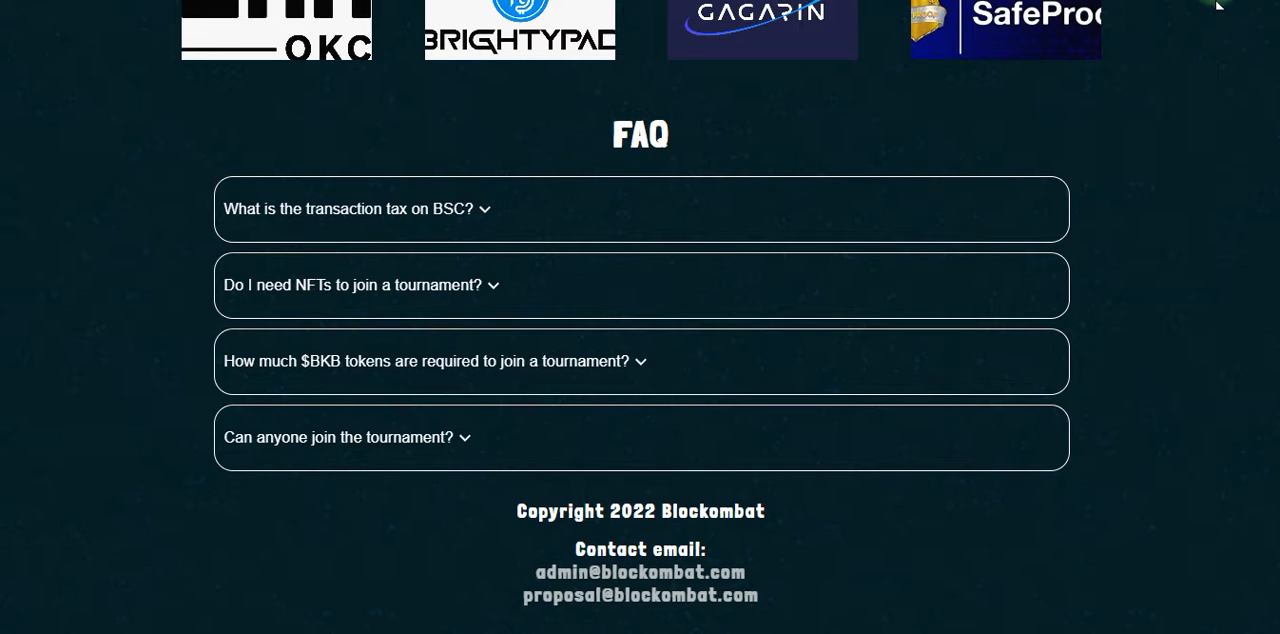 OKC
BRIGHTYPAD
GAGARIN
SafeProo
FAQ
What is the transaction tax on BSC?
Do I need NFTs to join a tournament?
How much $BKB tokens are required to join a tournament?
Can anyone join the tournament?
Copyright 2022 Blockombat
Contact email:
admin@blockombat.com
proposal@blockombat.com